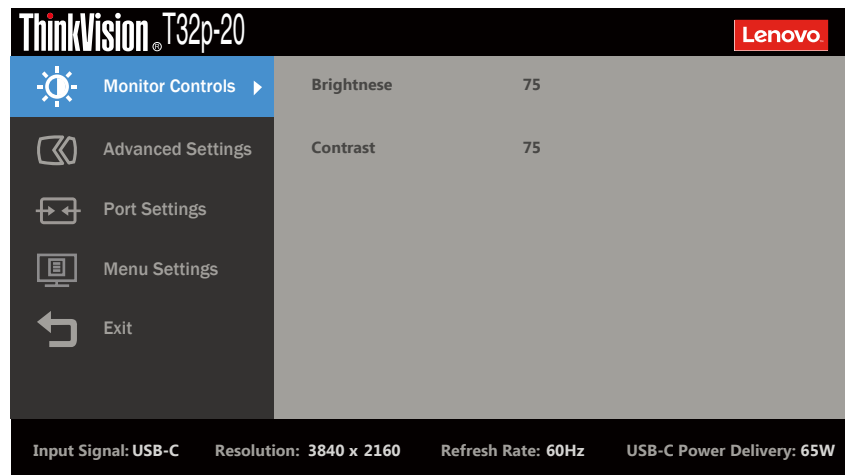 ThinkVision ® T32p-20
Lenovo.
Monitor Controls
Brightnese 75
Advanced Settings
Contrast 75
Port Settings
Menu Settings
Exit
Input Signal: USB-C Resolution: 3840 x 2160 Refresh Rate: 60Hz USB-C Power Delivery: 65W